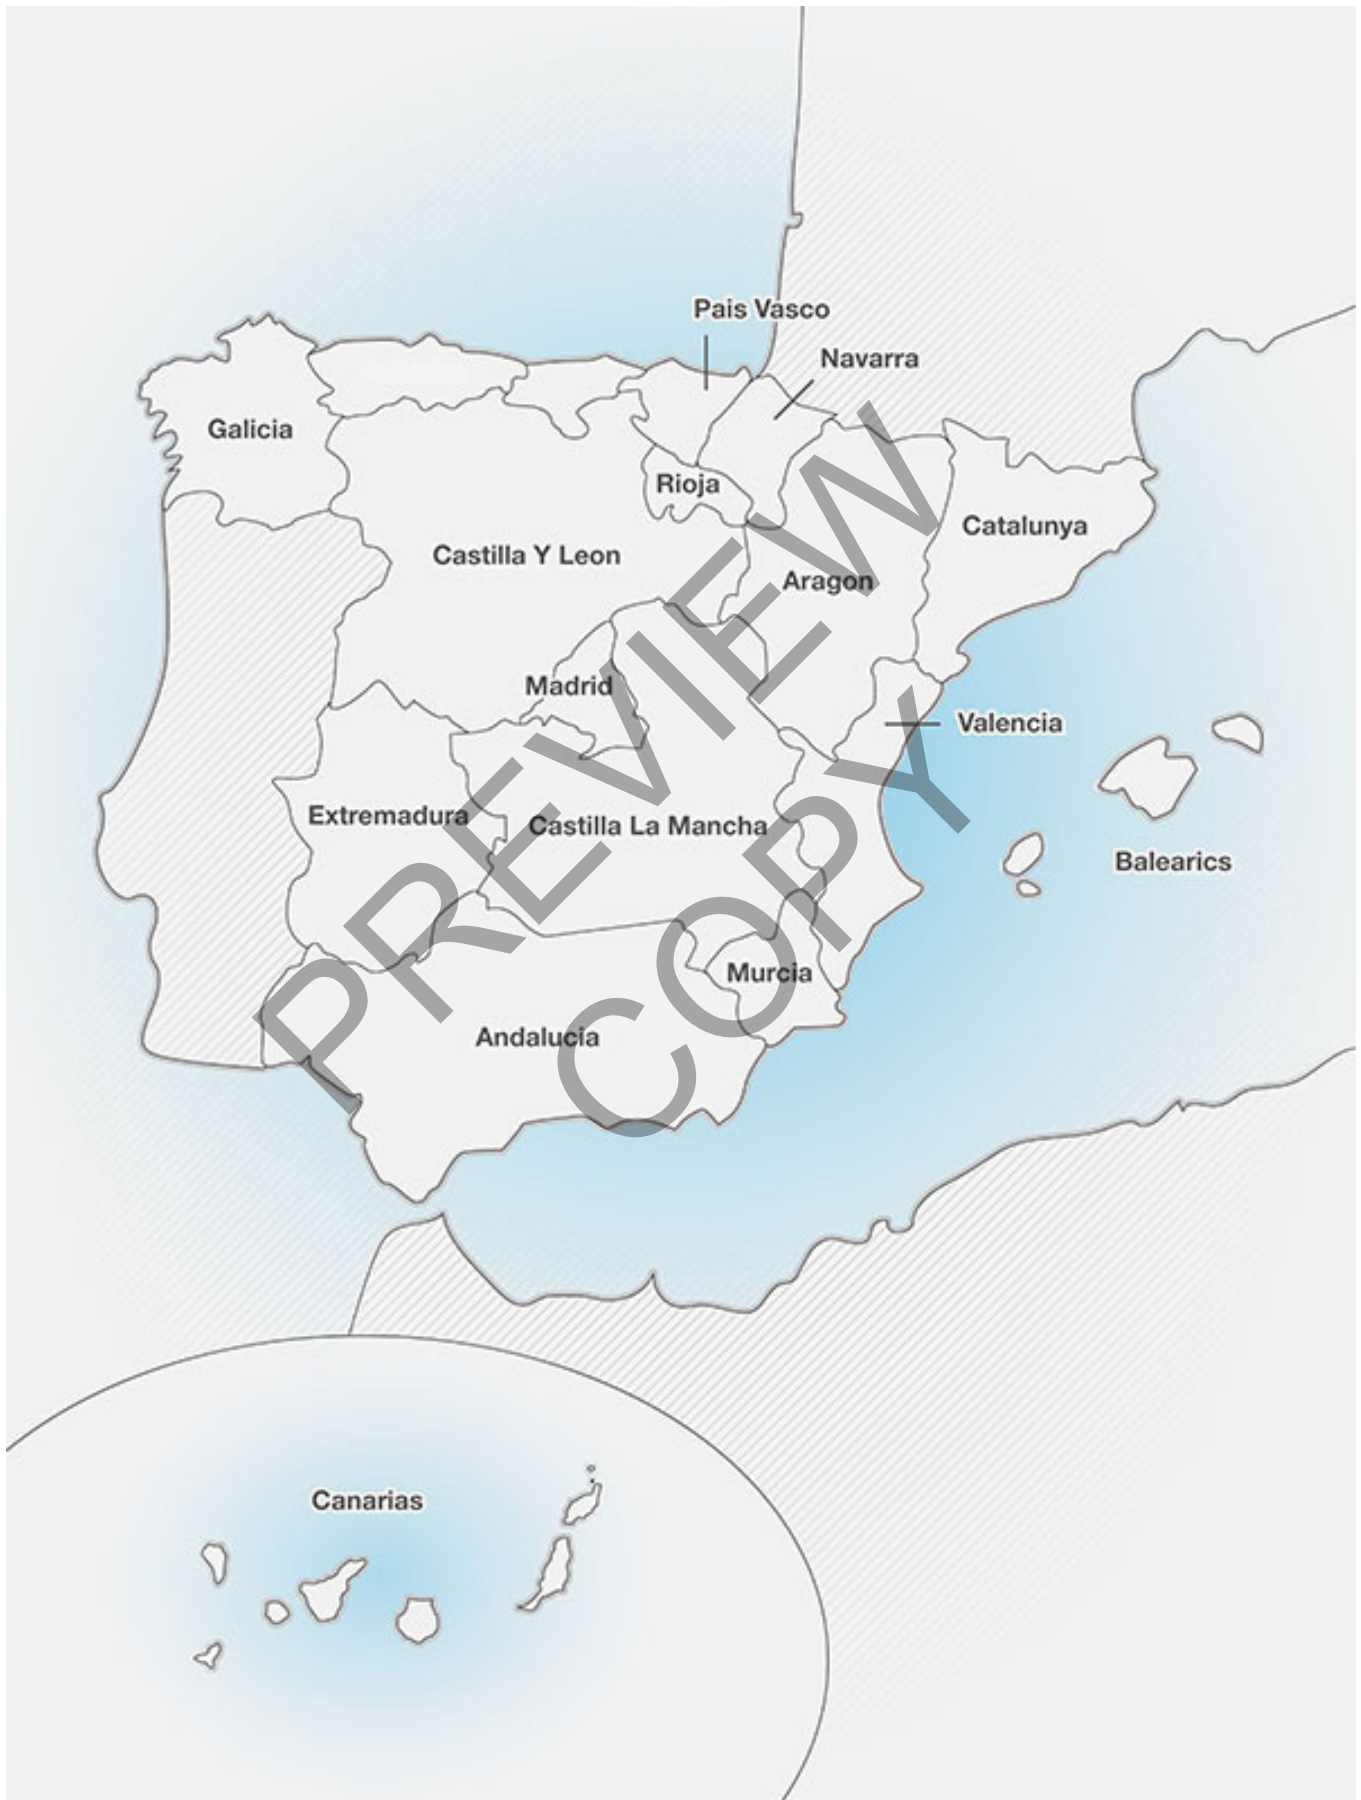 Pais Vasco
Navarra
Galicia
Rioja
Catalunya
Castilla Y Leon
Aragon
Madrid
Valencia
Extremadura
Castilla La Mancha
Balearics
Murcia
Andalucia
Canarias
PREVIEW
COPY